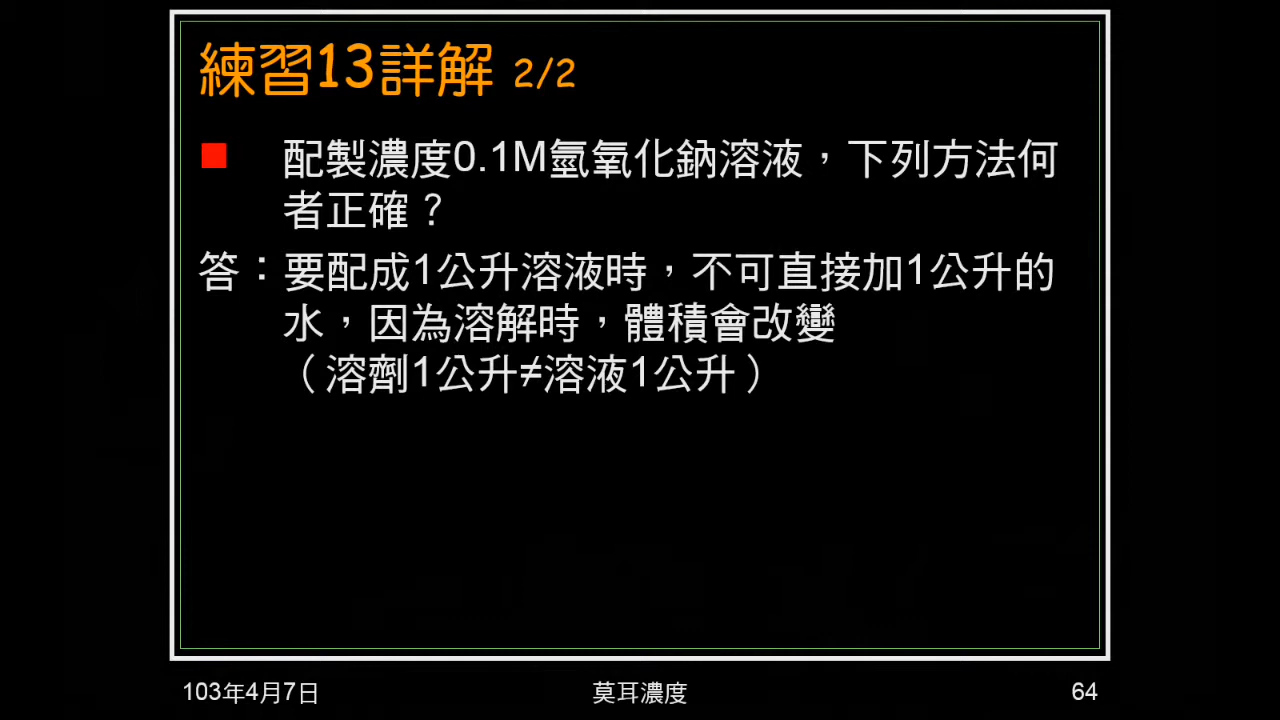 練習13詳解 2/2
配製濃度0.1M氫氧化鈉溶液，下列方法何
者正確？
答：要配成1公升溶液時，不可直接加1公升的
水，因為溶解時，體積會改變
（溶劑1公升≠溶液1公升）
103年4月7日
莫耳濃度
64